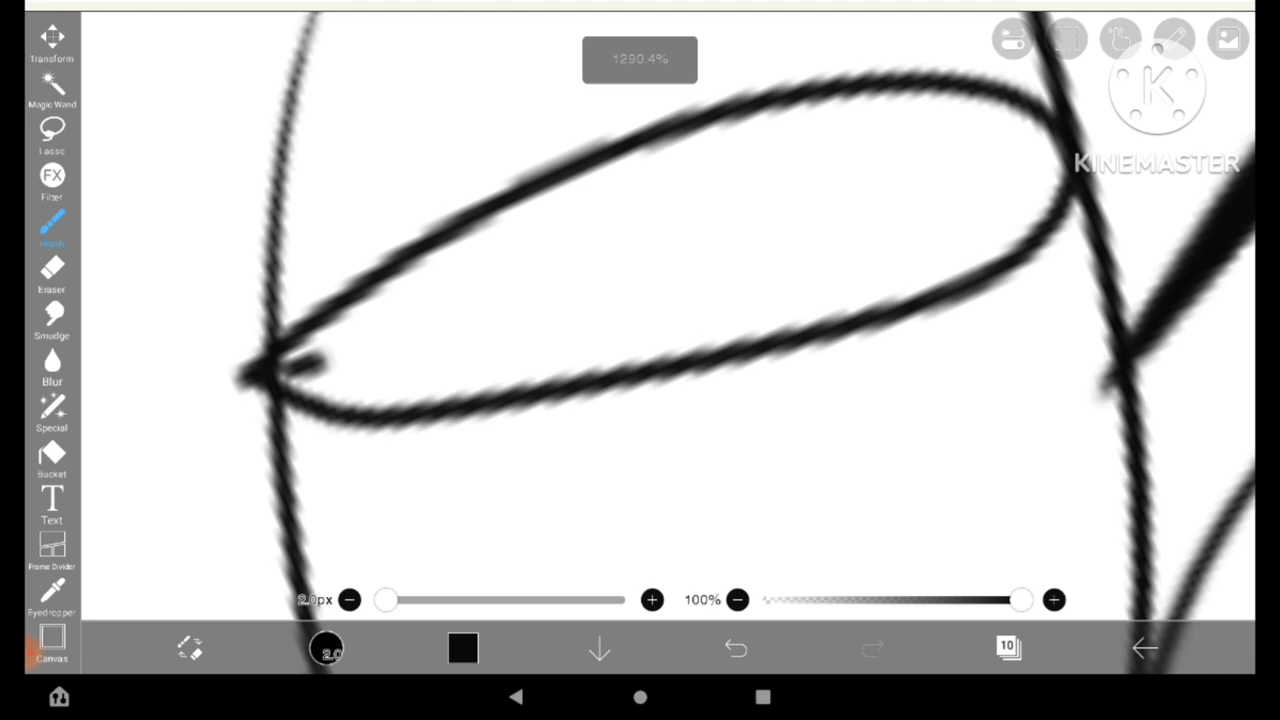 1290.4%
K
KINEMASTER
Transform
Magic Wand
Lasso
FX
Filter
Brush
Eraser
Smudge
Blur
Special
Bucket
T
Text
Frame Divider
Eyedropper
Canvas
2.0px
100%
2.0
10